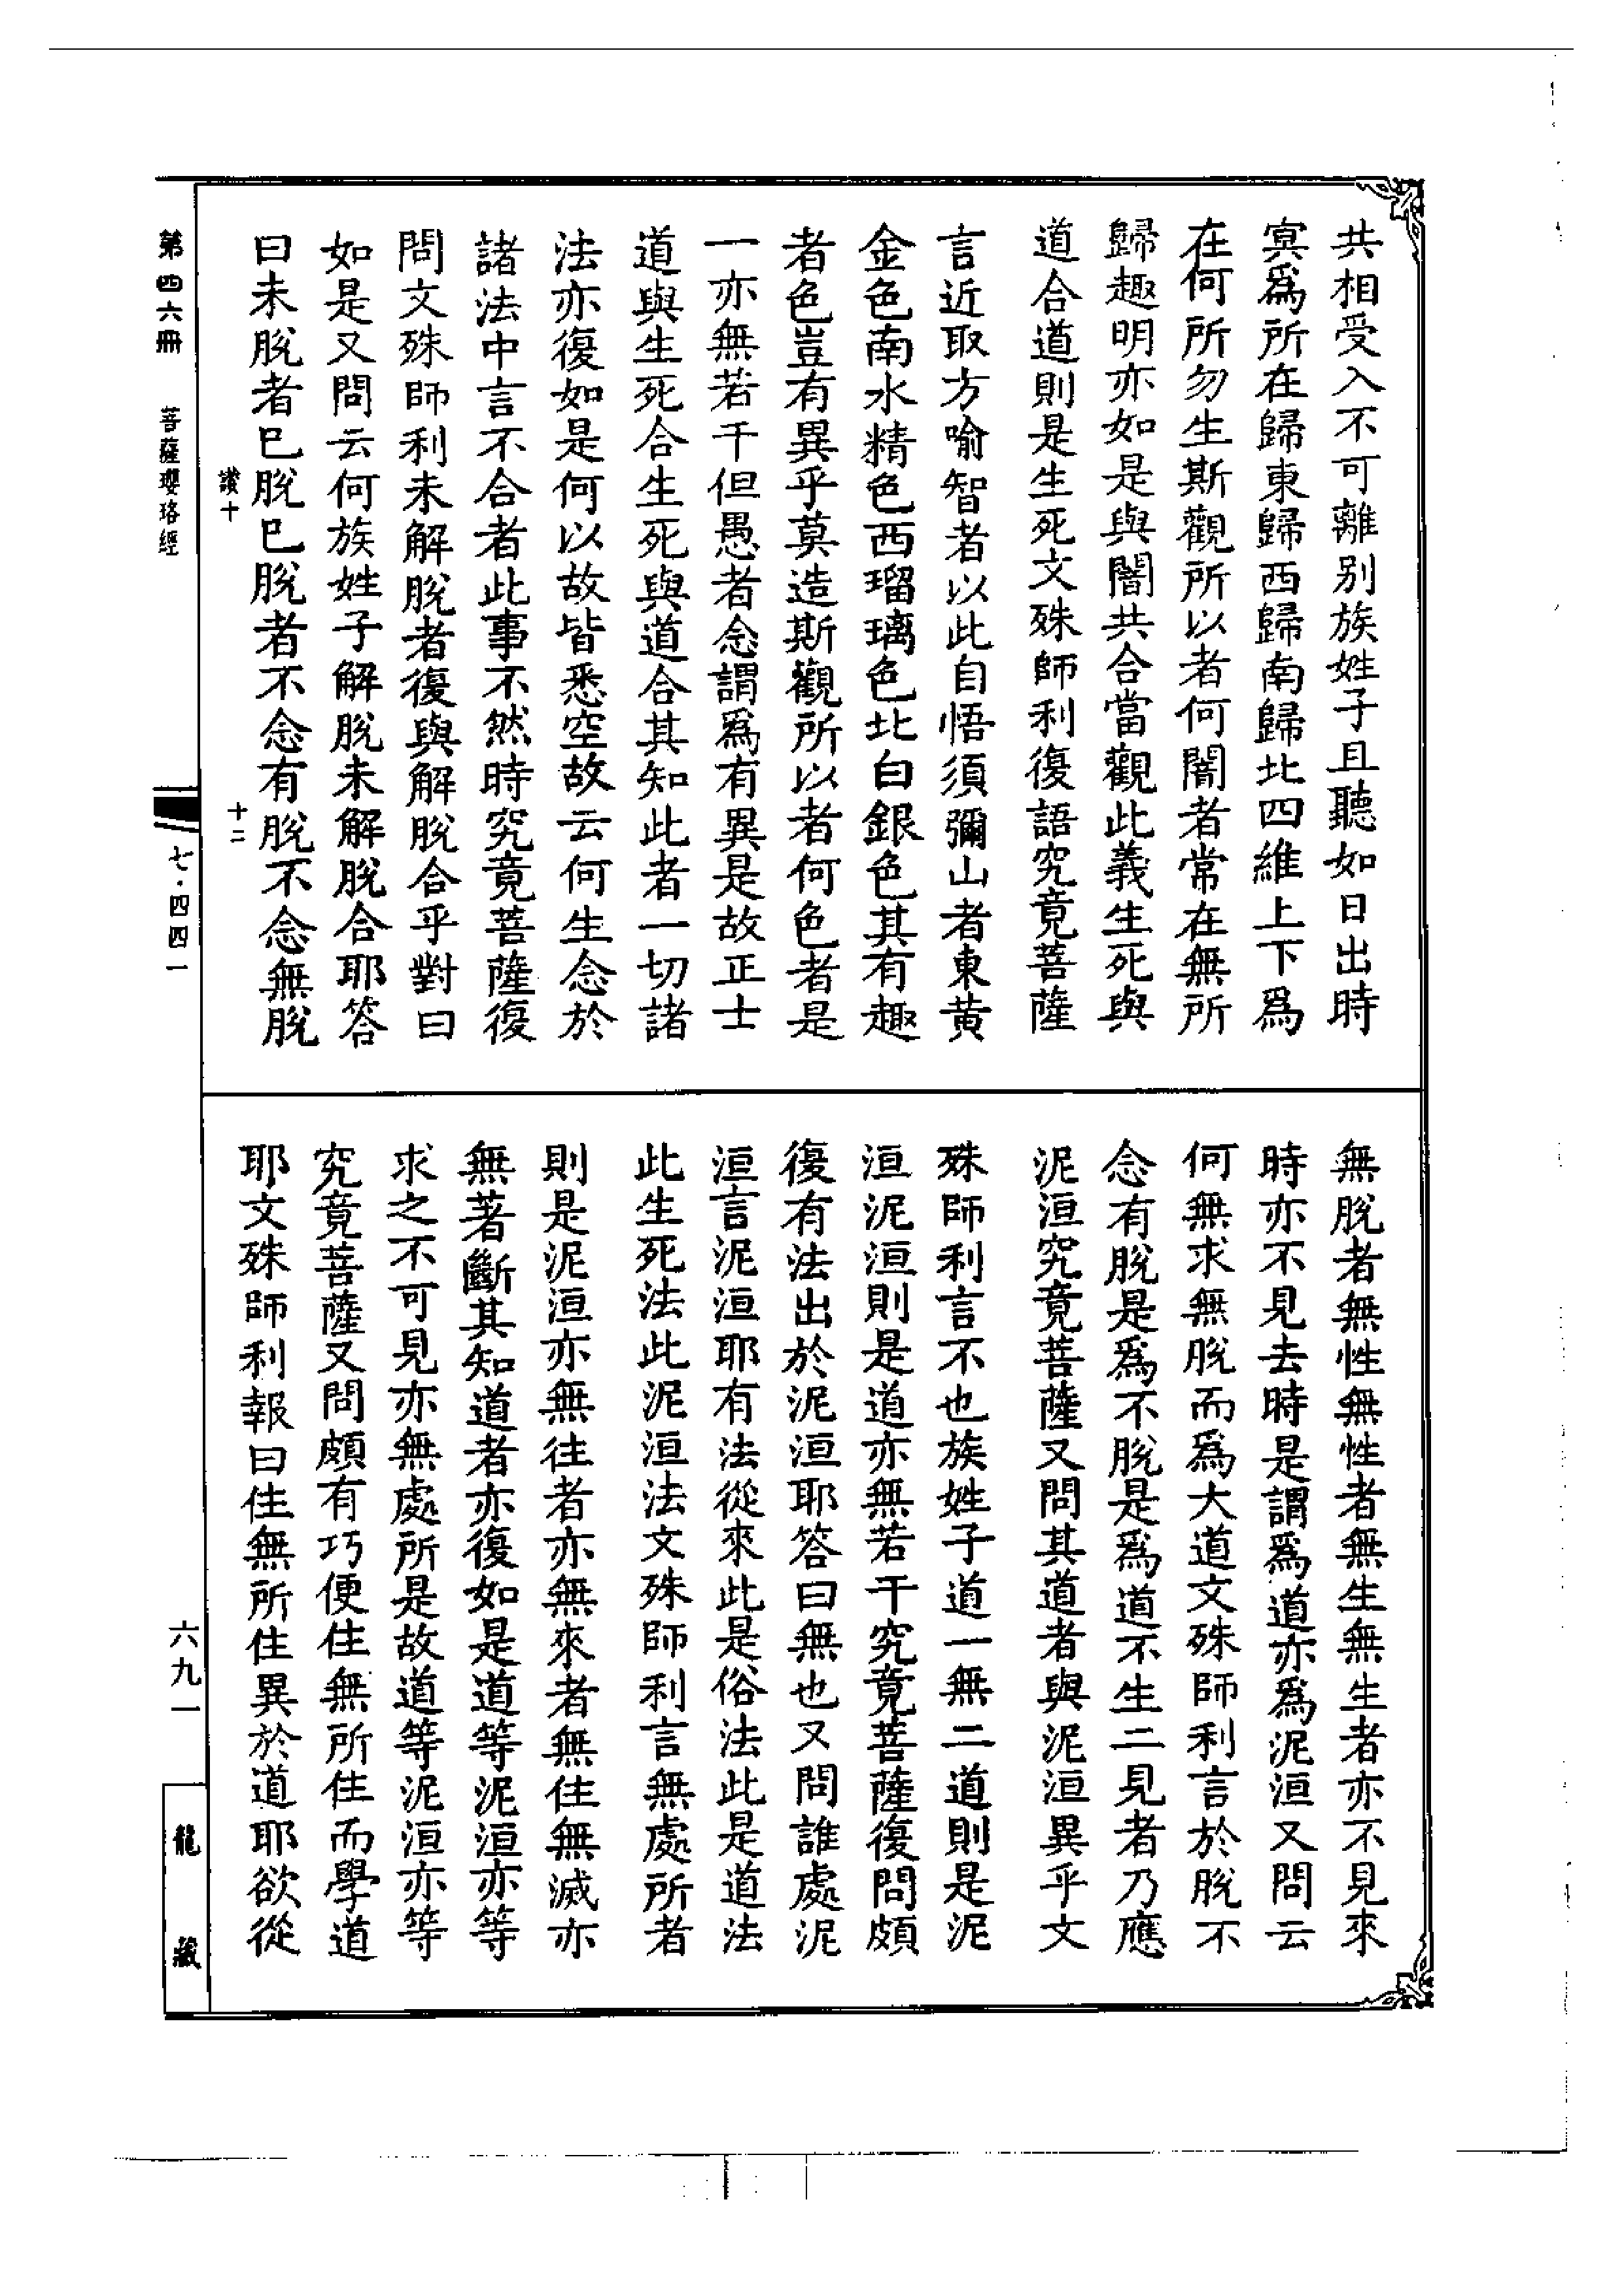 共相受入不可離別族姓子且聽如日出時
㝠爲所在歸東歸西歸南歸北四維上下爲
在何所勿生斯觀所以者何闇者常在無所
歸趣明亦如是與闇共合當觀此義生死與
道合道則是生死文殊師利復語究竟菩薩
言近取方喻智者以此自悟須彌山者東黃
金色南水精色西瑠璃色北白銀色其有趣
者色豈有異乎莫造斯觀所以者何色者是
一亦無若干但愚者念謂爲有異是故正士
道與生死合生死與道合其知此者一切諸
法亦復如是何以故皆悉空故云何生念於
諸法中言不合者此事不然時究竟菩薩復
問文殊師利未解脫者復與解脫合乎對曰
如是又問云何族姓子解脫未解脫合耶答
曰未脫者巳脫巳脫者不念有脫不念無脫
讚十
十二
無脫者無性無性者無生無生者亦不見來
時亦不見去時是謂爲道亦爲泥洹又問云
何無求無脫而爲大道文殊師利言於脫不
念有脫是爲不脫是爲道不生二見者乃應
泥洹究竟菩薩又問其道者與泥洹異乎文
殊師利言不也族姓子道一無二道則是泥
洹泥洹則是道亦無若干究竟菩薩復問頗
復有法出於泥洹耶答曰無也又問誰處泥
洹言泥洹耶有法從來此是俗法此是道法
此生死法此泥洹法文殊師利言無處所者
則是泥洹亦無往者亦無來者無住無滅亦
無著斷其知道者亦復如是道等泥洹亦等
求之不可見亦無處所是故道等泥洹亦等
究竟菩薩又問頗有巧便住無所住而學道
耶文殊師利報曰住無所住異於道耶欲從
第四六冊
菩薩瓔珞經
七·四四一
六九一
龍藏